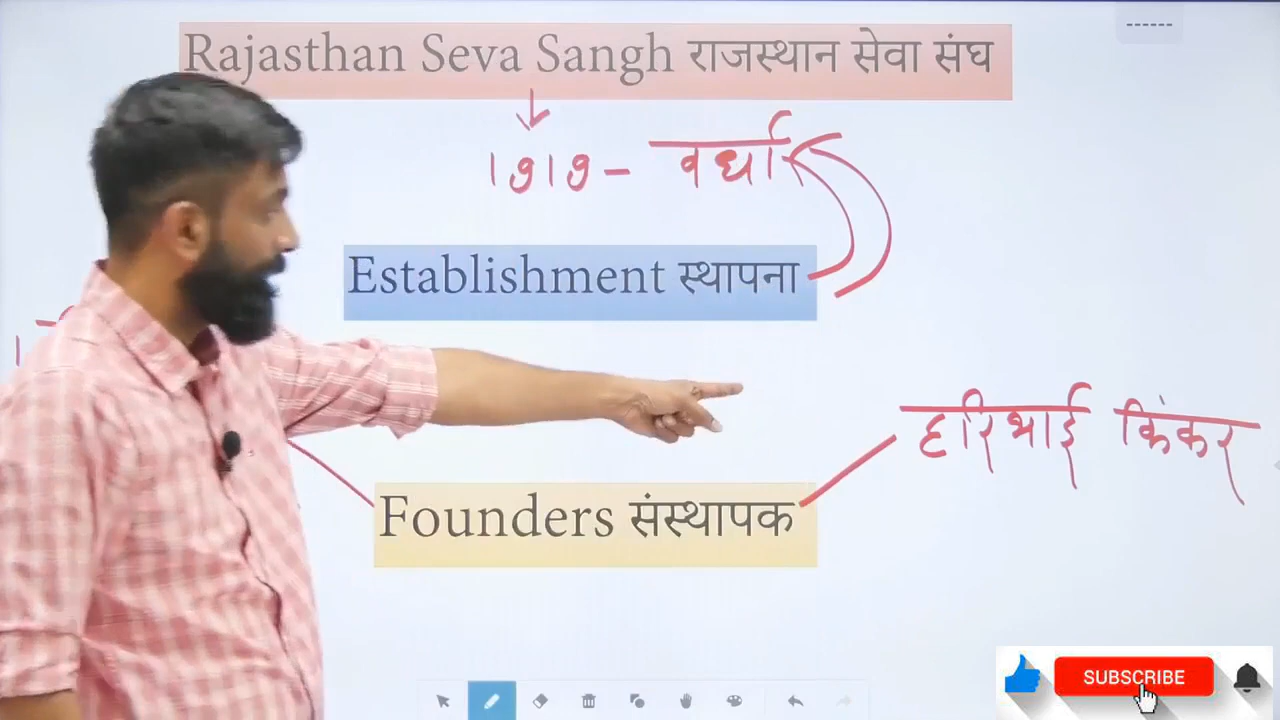 Rajasthan Seva Sangh राजस्थान सेवा संघ
1919 - वर्धा
Establishment स्थापना
हरिभाई किंकर
Founders संस्थापक
SUBSCRIBE